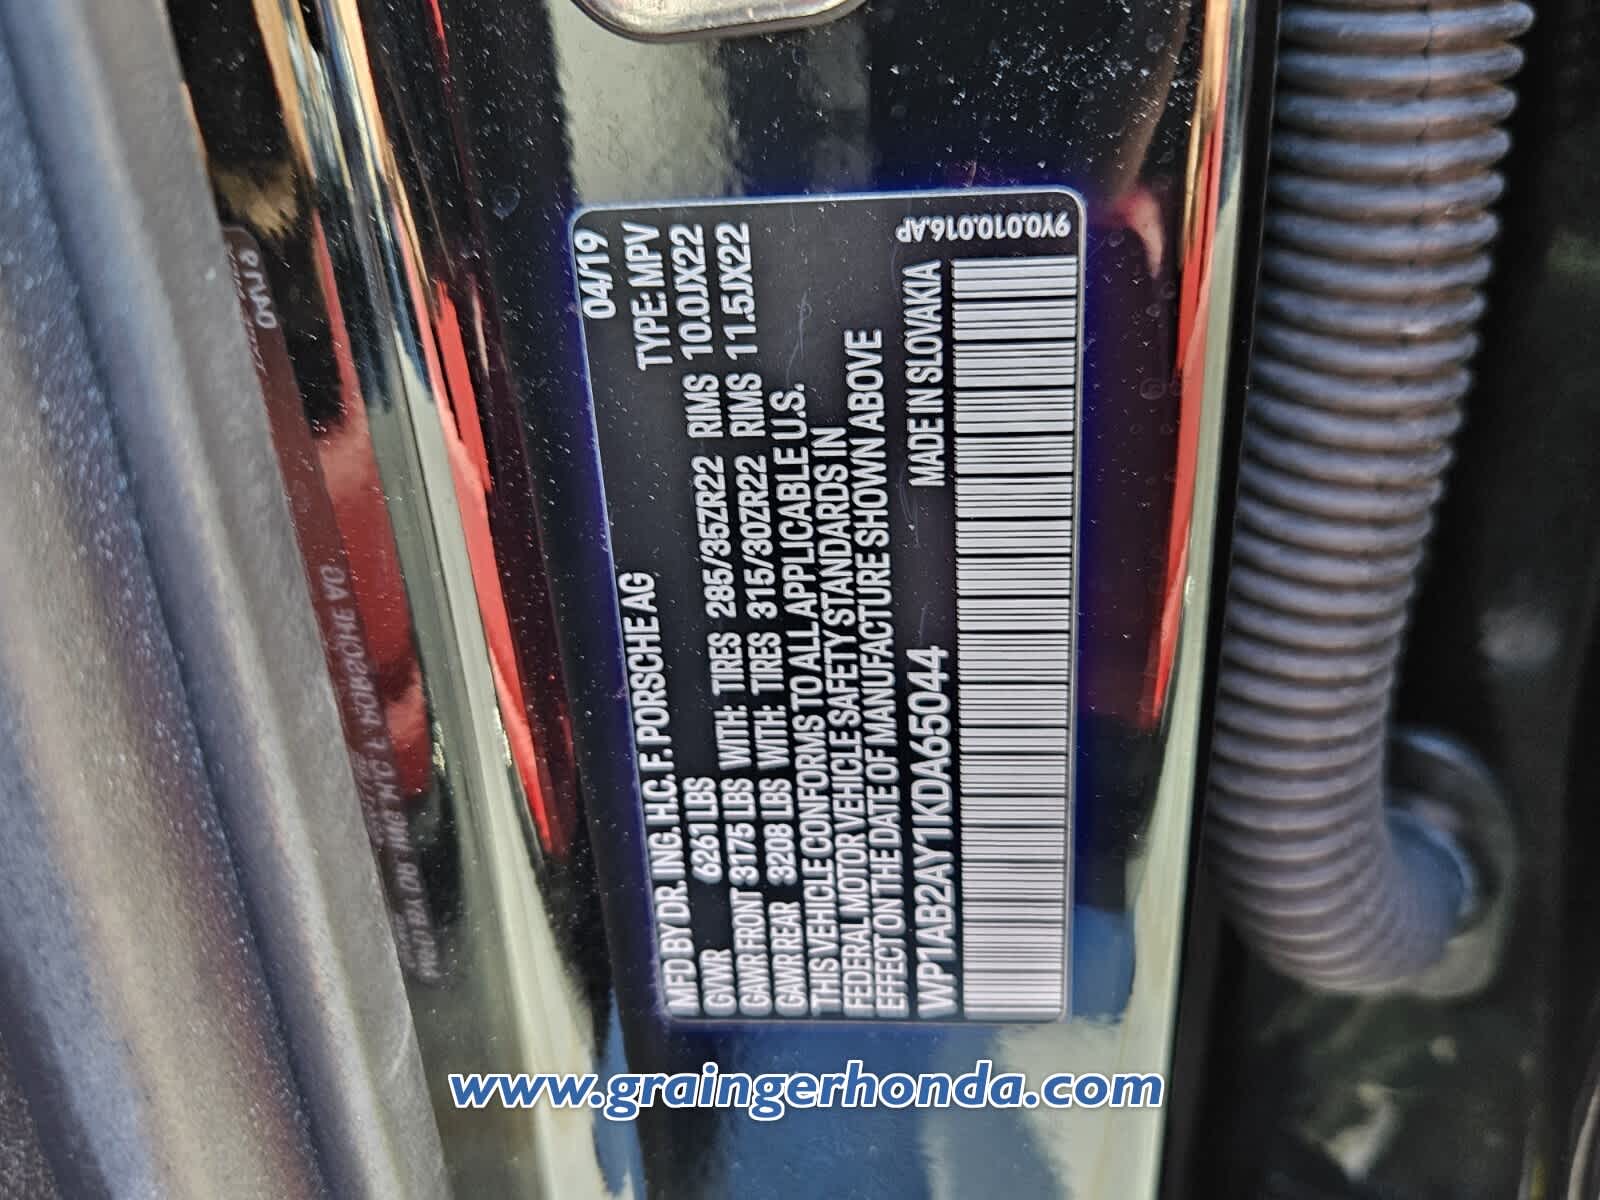 MFD BY DR. ING. H.C. F. PORSCHE AG 04/19
GVWR 6261 LBS TYPE: MPV
GAWR FRONT 3175 LBS WITH: TIRES 285/35ZR22 RIMS 10.0JX22
GAWR REAR 3208 LBS WITH: TIRES 315/30ZR22 RIMS 11.5JX22
THIS VEHICLE CONFORMS TO ALL APPLICABLE U.S.
FEDERAL MOTOR VEHICLE SAFETY STANDARDS IN
EFFECT ON THE DATE OF MANUFACTURE SHOWN ABOVE
WP1AB2AY1KDA65044 MADE IN SLOVAKIA
9Y0.010.016.AP
www.graingerhonda.com